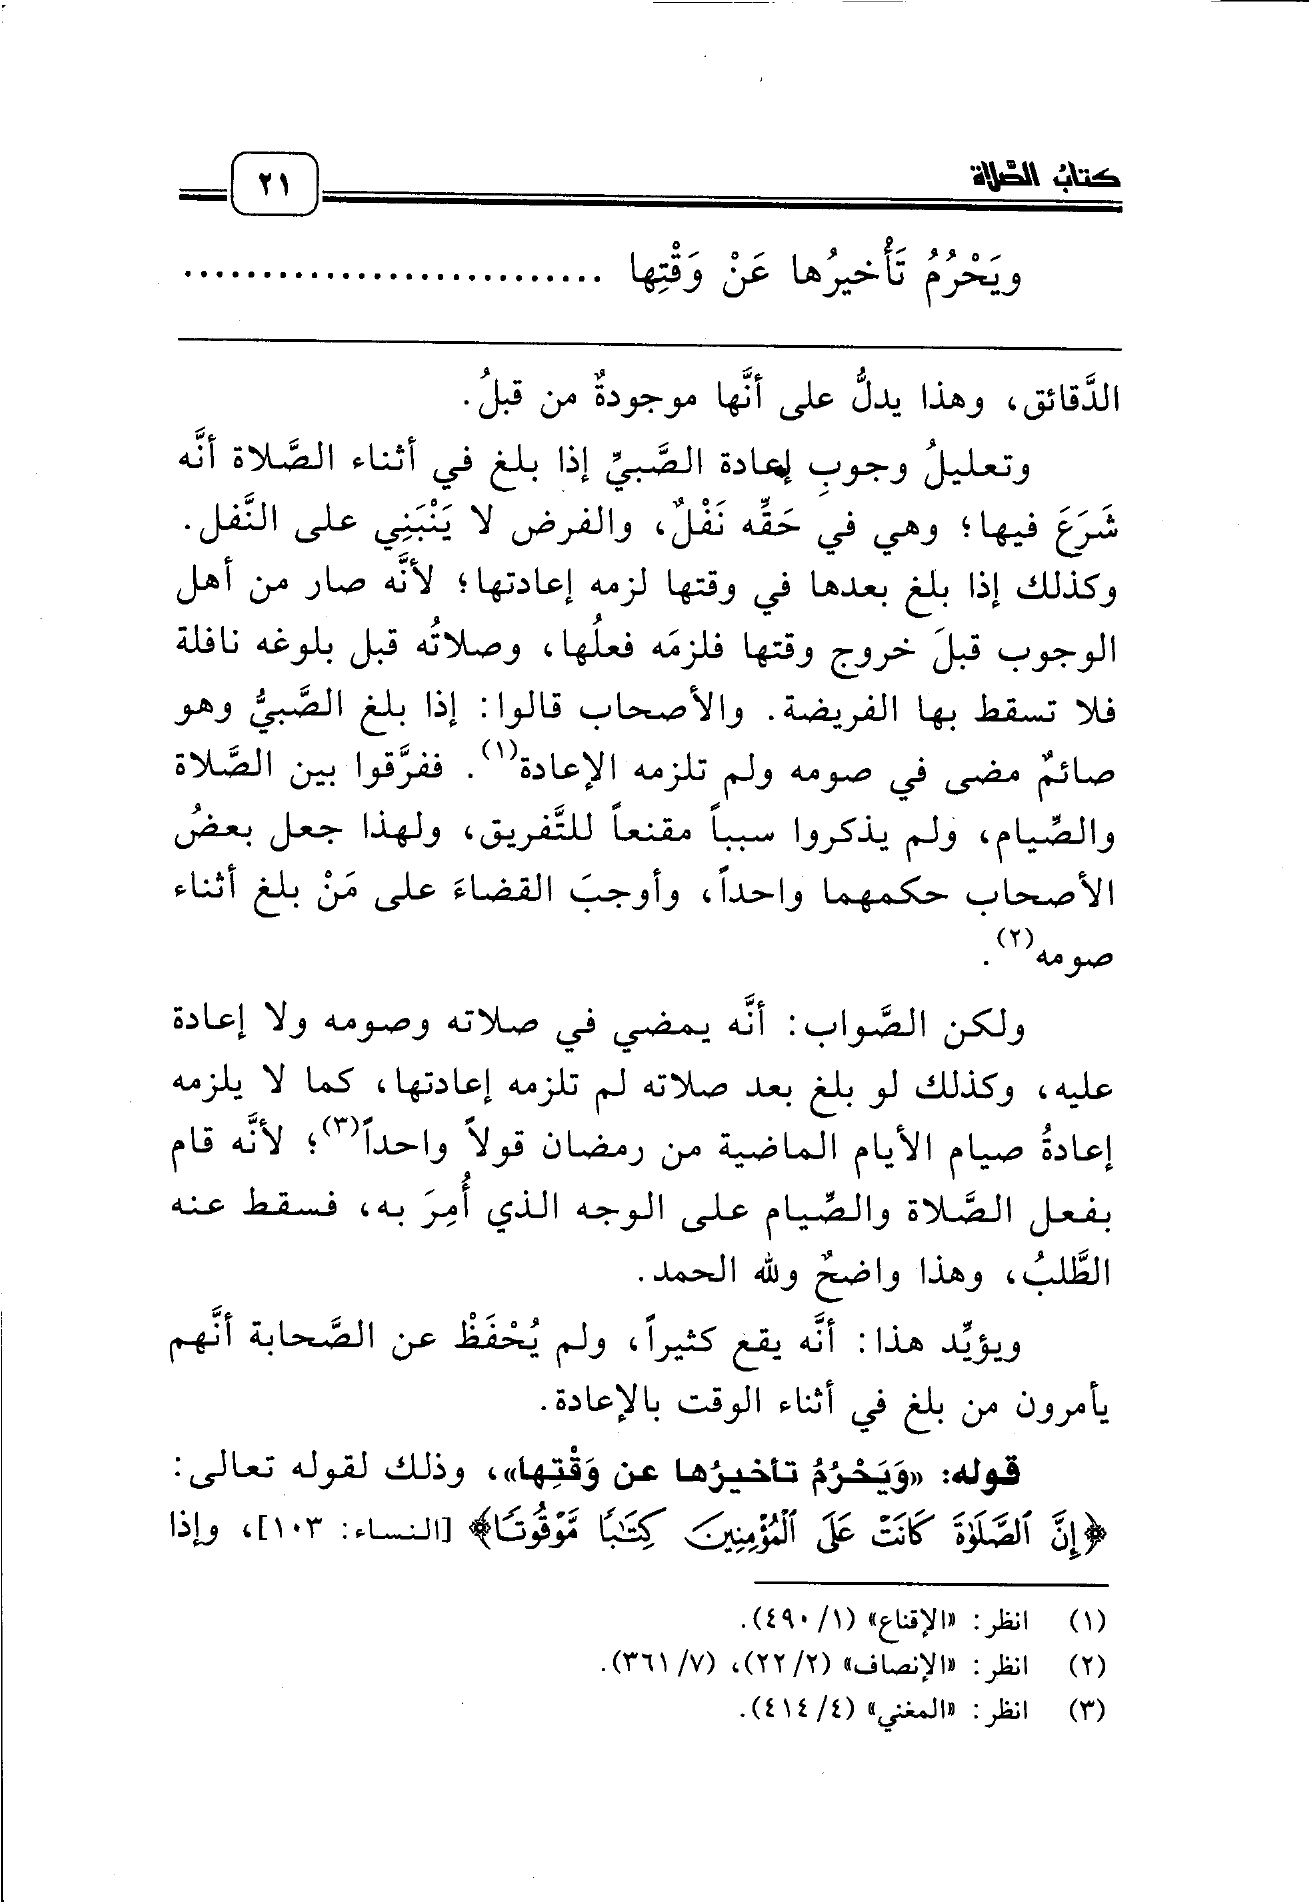 كتابُ الصَّلاة
٢١
ويَحْرُمُ تَأْخيرُها عَنْ وَقْتِها ...........................
الدَّقائق، وهذا يدلُّ على أنَّها موجودةٌ من قبلُ.
وتعليلُ وجوبِ إعادة الصَّبيِّ إذا بلغ في أثناء الصَّلاة أنَّه
شَرَعَ فيها؛ وهي في حَقِّه نَفْلٌ، والفرض لا يَنْبَنِي على النَّفل.
وكذلك إذا بلغ بعدها في وقتها لزمه إعادتها؛ لأنَّه صار من أهل
الوجوب قبلَ خروج وقتها فلزمَه فعلُها، وصلاتُه قبل بلوغه نافلة
فلا تسقط بها الفريضة. والأصحاب قالوا: إذا بلغ الصَّبيُّ وهو
صائمٌ مضى في صومه ولم تلزمه الإعادة(١). ففرَّقوا بين الصَّلاة
والصِّيام، ولم يذكروا سبباً مقنعاً للتَّفريق، ولهذا جعل بعضُ
الأصحاب حكمهما واحداً، وأوجبَ القضاءَ على مَنْ بلغ أثناء
صومه(٢).
ولكن الصَّواب: أنَّه يمضي في صلاته وصومه ولا إعادة
عليه، وكذلك لو بلغ بعد صلاته لم تلزمه إعادتها، كما لا يلزمه
إعادةُ صيام الأيام الماضية من رمضان قولاً واحداً(٣)؛ لأنَّه قام
بفعل الصَّلاة والصِّيام على الوجه الذي أُمِرَ به، فسقط عنه
الطَّلبُ، وهذا واضحٌ ولله الحمد.
ويؤيِّد هذا: أنَّه يقع كثيراً، ولم يُحْفَظْ عن الصَّحابة أنَّهم
يأمرون من بلغ في أثناء الوقت بالإعادة.
قوله: «وَيَحْرُمُ تأخيرُها عن وَقْتِها»، وذلك لقوله تعالى:
﴿إِنَّ ٱلصَّلَوٰةَ كَانَتْ عَلَى ٱلْمُؤْمِنِينَ كِتَٰبًا مَّوْقُوتًا﴾ [النساء: ١٠٣]، وإذا
(١) انظر: «الإقناع» (١/ ٤٩٠).
(٢) انظر: «الإنصاف» (٢/ ٢٢)، (٧/ ٣٦١).
(٣) انظر: «المغني» (٤/ ٤١٤).